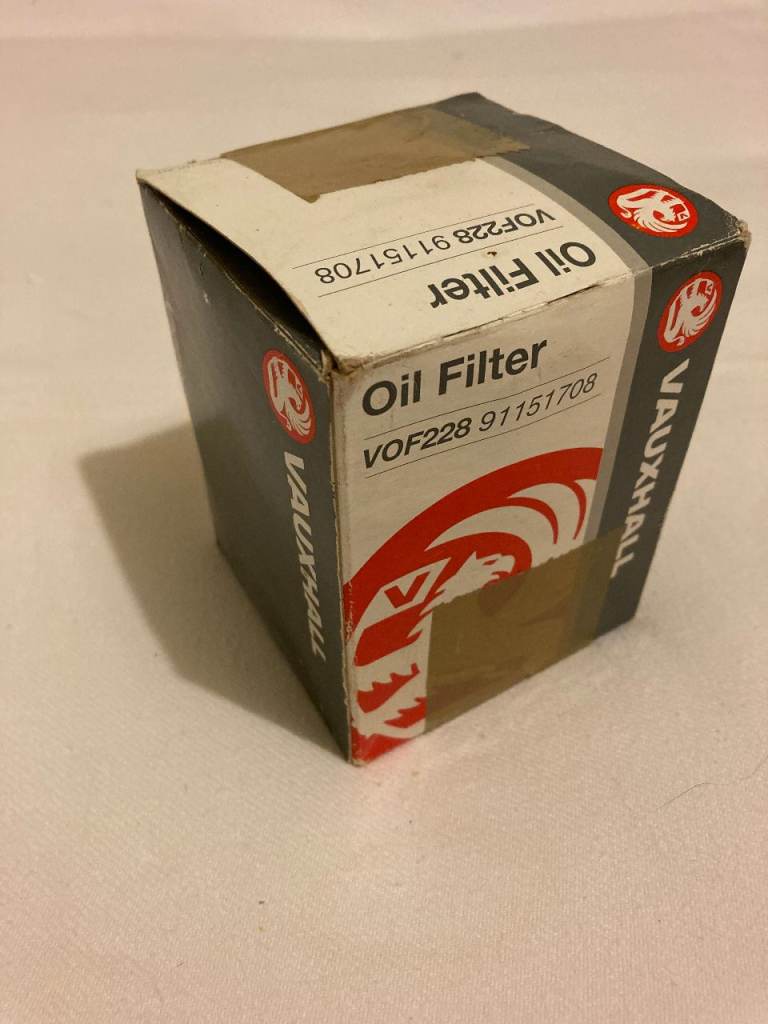 Oil Filter
VOF228 91151708
Oil Filter
VOF228 91151708
VAUXHALL
VAUXHALL
V